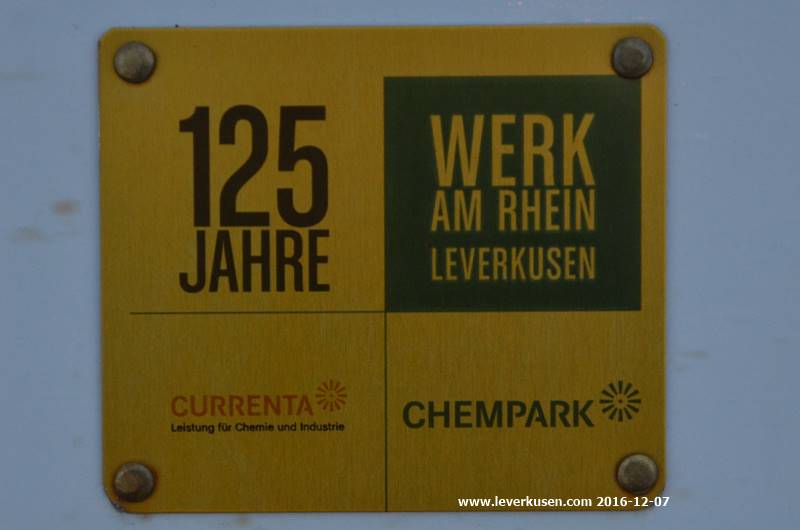 125
JAHRE
WERK
AM RHEIN
LEVERKUSEN
CURRENTA
Leistung für Chemie und Industrie
CHEMPARK
www.leverkusen.com 2016-12-07